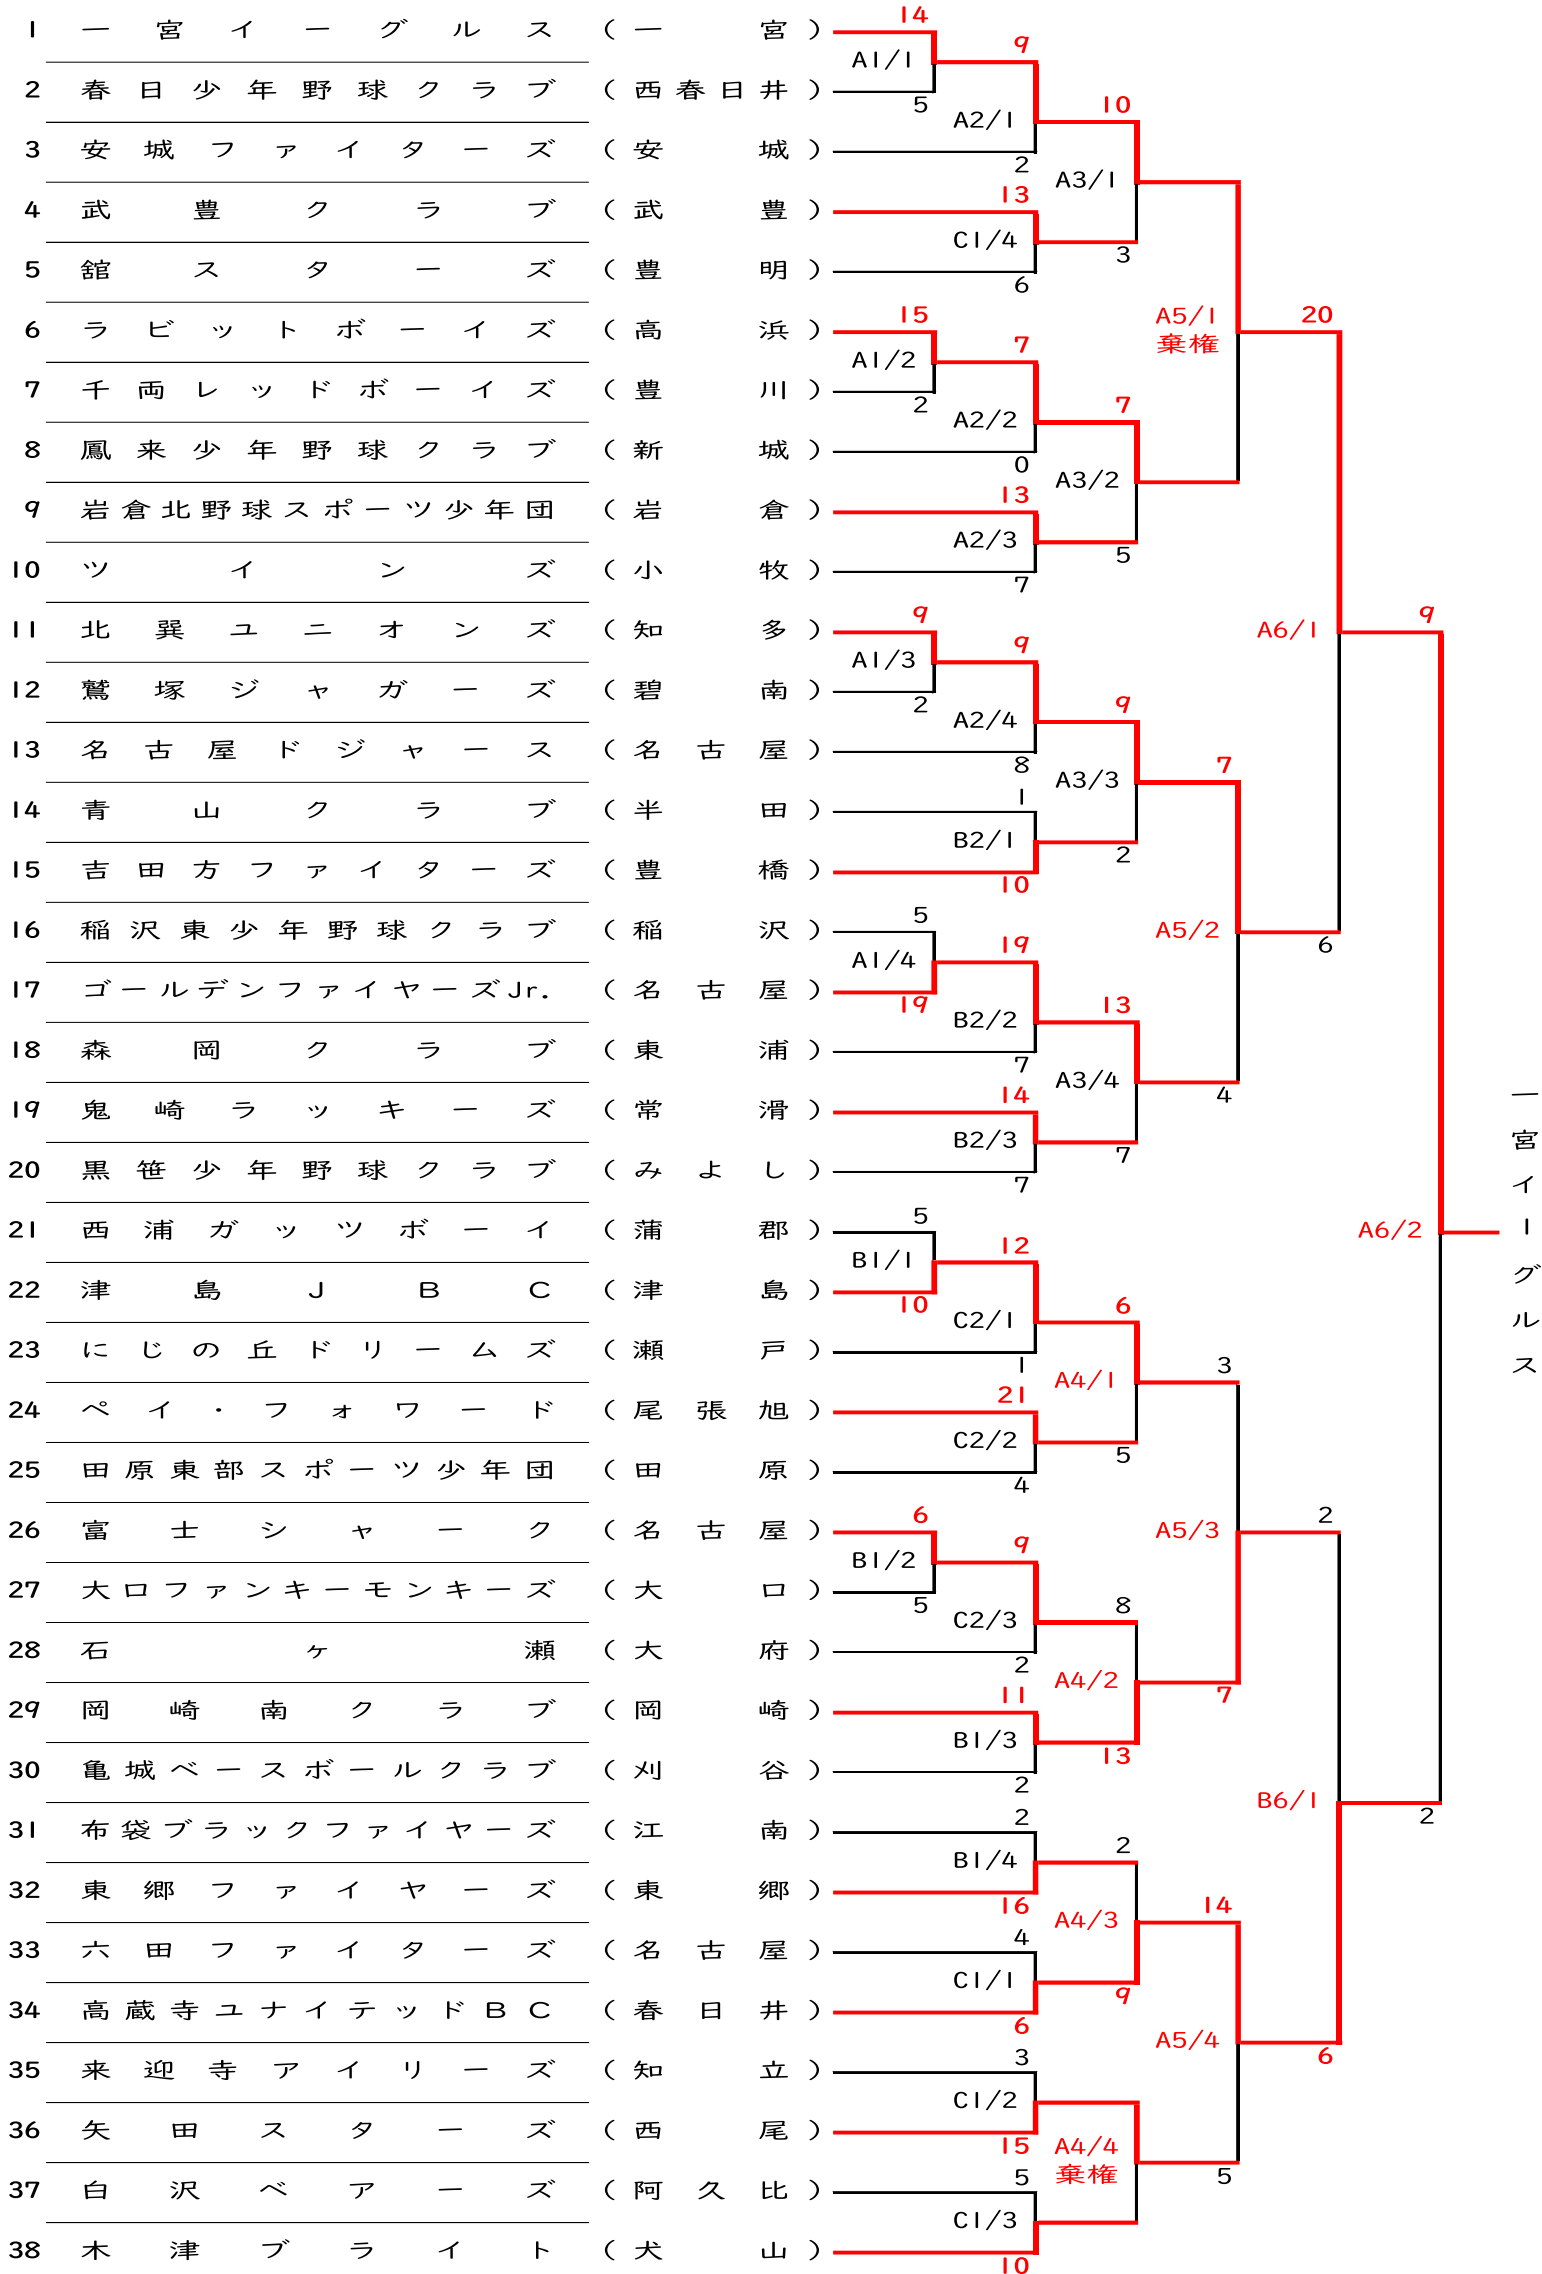 1 一宮イーグルス (一宮)
2 春日少年野球クラブ (西春日井)
3 安城ファイターズ (安城)
4 武豊クラブ (武豊)
5 舘スターズ (豊明)
6 ラビットボーイズ (高浜)
7 千両レッドボーイズ (豊川)
8 鳳来少年野球クラブ (新城)
9 岩倉北野球スポーツ少年団 (岩倉)
10 ツインズ (小牧)
11 北巽ユニオンズ (知多)
12 鷲塚ジャガーズ (碧南)
13 名古屋ドジャース (名古屋)
14 青山クラブ (半田)
15 吉田方ファイターズ (豊橋)
16 稲沢東少年野球クラブ (稲沢)
17 ゴールデンファイヤーズJr. (名古屋)
18 森岡クラブ (東浦)
19 鬼崎ラッキーズ (常滑)
20 黒笹少年野球クラブ (みよし)
21 西浦ガッツボーイ (蒲郡)
22 津島JBC (津島)
23 にじの丘ドリームズ (瀬戸)
24 ペイ・フォワード (尾張旭)
25 田原東部スポーツ少年団 (田原)
26 富士シャーク (名古屋)
27 大口ファンキーモンキーズ (大口)
28 石ヶ瀬 (大府)
29 岡崎南クラブ (岡崎)
30 亀城ベースボールクラブ (刈谷)
31 布袋ブラックファイヤーズ (江南)
32 東郷ファイヤーズ (東郷)
33 六田ファイターズ (名古屋)
34 高蔵寺ユナイテッドBC (春日井)
35 来迎寺アイリーズ (知立)
36 矢田スターズ (西尾)
37 白沢ベアーズ (阿久比)
38 木津ブライト (犬山)
14
A1/1
5
15
A1/2
2
9
A1/3
2
5
A1/4
19
5
B1/1
10
6
B1/2
5
9
A2/1
2
13
C1/4
6
7
A2/2
0
13
A2/3
7
9
A2/4
8
1
B2/1
10
19
B2/2
7
14
B2/3
7
12
C2/1
1
21
C2/2
4
9
C2/3
2
11
B1/3
2
2
B1/4
16
4
C1/1
6
3
C1/2
15
5
C1/3
10
10
A3/1
3
7
A3/2
5
9
A3/3
2
13
A3/4
7
6
A4/1
5
8
A4/2
13
2
A4/3
9
A4/4
棄権
A5/1
棄権
7
A5/2
4
3
A5/3
7
14
A5/4
5
20
A6/1
6
2
B6/1
6
9
A6/2
2
一宮イーグルス